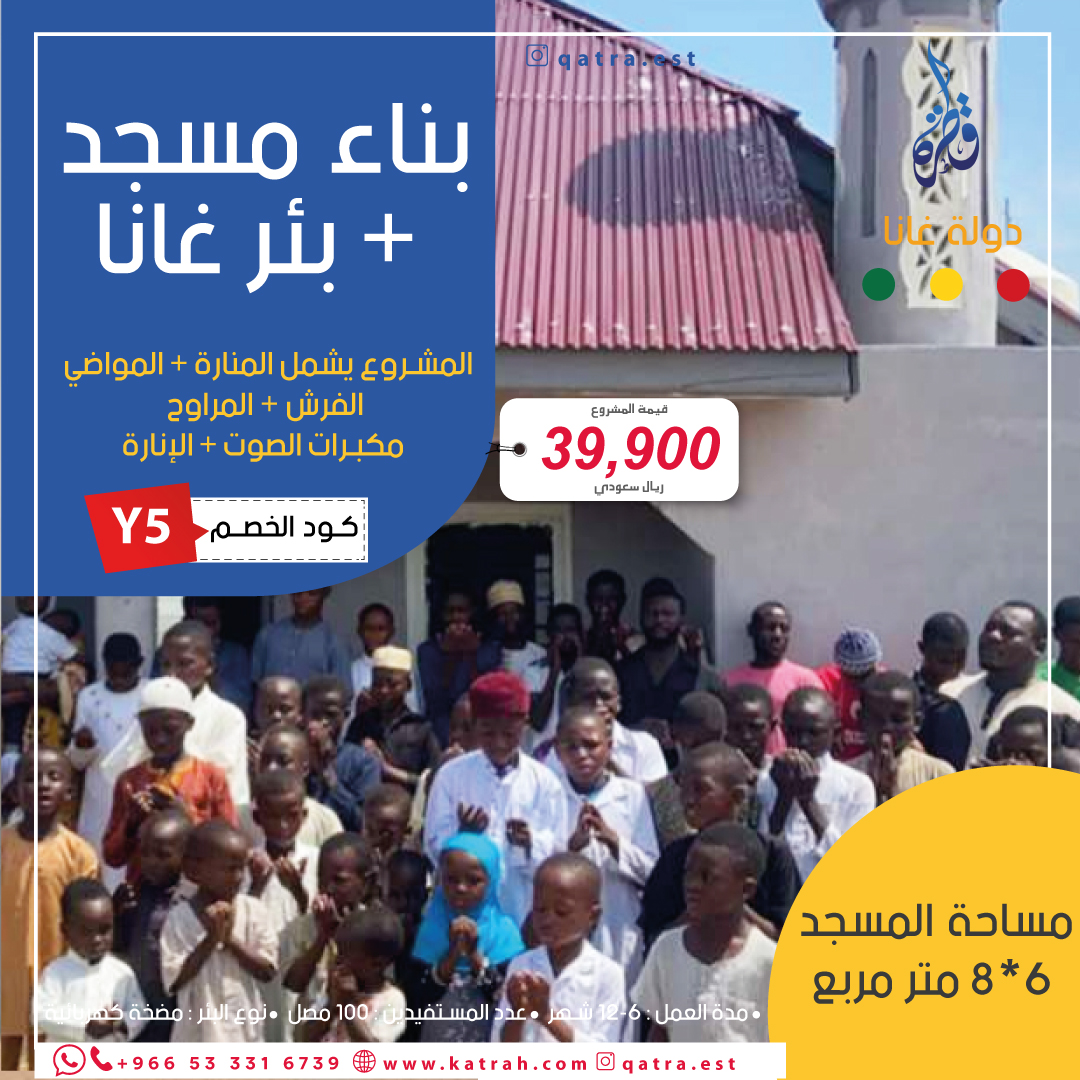 qatra.est
بناء مسجد
+ بئر غانا
قطرة
دولة غانا
المشروع يشمل المنارة + المواضي
الفرش + المراوح
مكبرات الصوت + الإنارة
قيمة المشروع
39,900
ريال سعودي
كود الخصم
Y5
مساحة المسجد
6*8 متر مربع
•مدة العمل : 6-12 شهر •عدد المستفيدين : 100 مصل •نوع البئر : مضخة كهربائية
+966 53 331 6739 www.katrah.com qatra.est